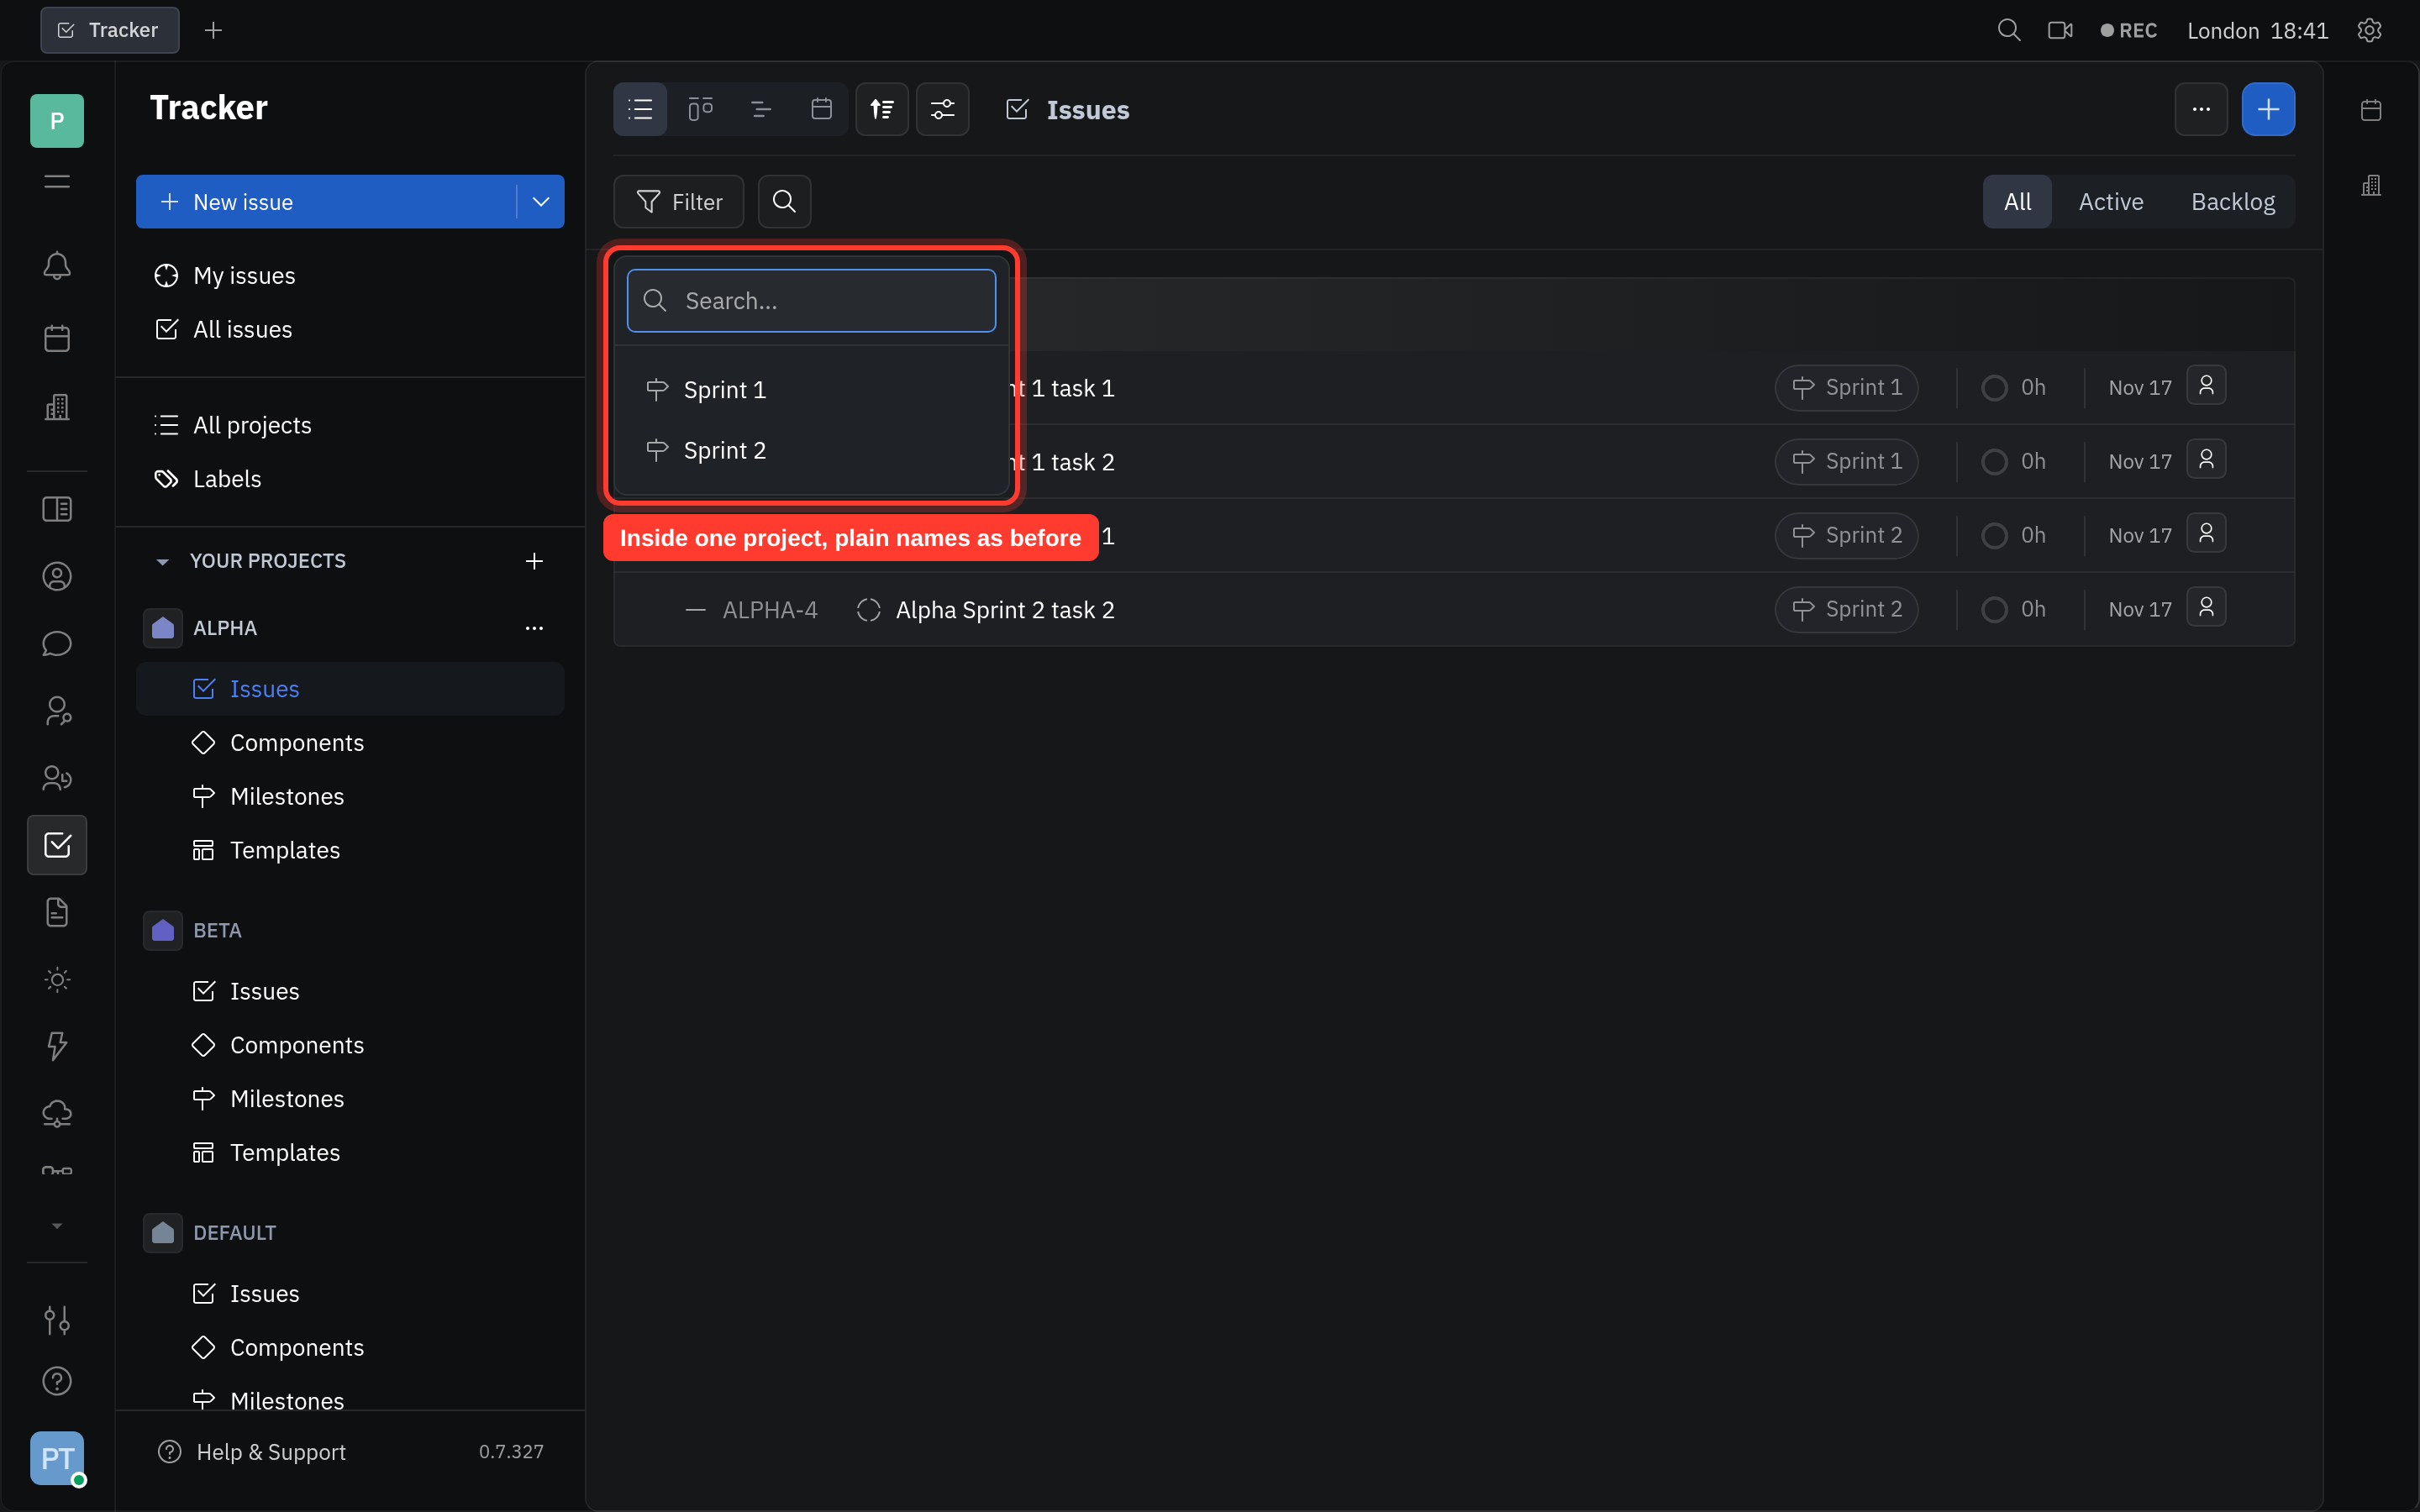 Tracker
REC
London 18:41
P
Tracker
New issue
My issues
All issues
All projects
Labels
YOUR PROJECTS
ALPHA
Issues
Components
Milestones
Templates
BETA
Issues
Components
Milestones
Templates
DEFAULT
Issues
Components
Milestones
Help & Support 0.7.327
PT
Issues
Filter
All Active Backlog
Search...
Sprint 1
Sprint 2
1 task 1 Sprint 1 0h Nov 17
1 task 2 Sprint 1 0h Nov 17
Inside one project, plain names as before
1 Sprint 2 0h Nov 17
ALPHA-4 Alpha Sprint 2 task 2 Sprint 2 0h Nov 17